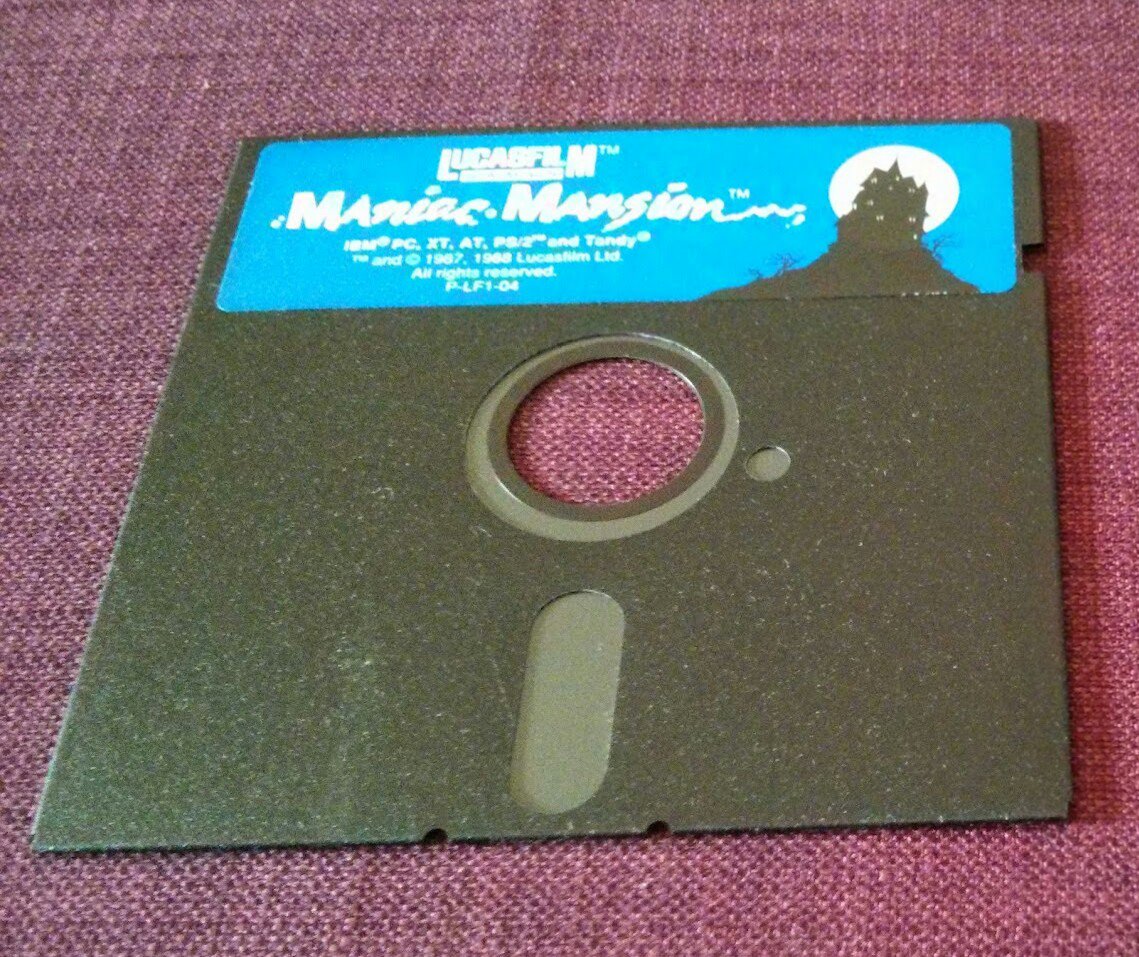 LUCASFILM™
MANiAC MANSiON™
IBM® PC, XT, AT, PS/2™ and Tandy®
™ and © 1987, 1988 Lucasfilm Ltd.
All rights reserved.
P-LF1-04